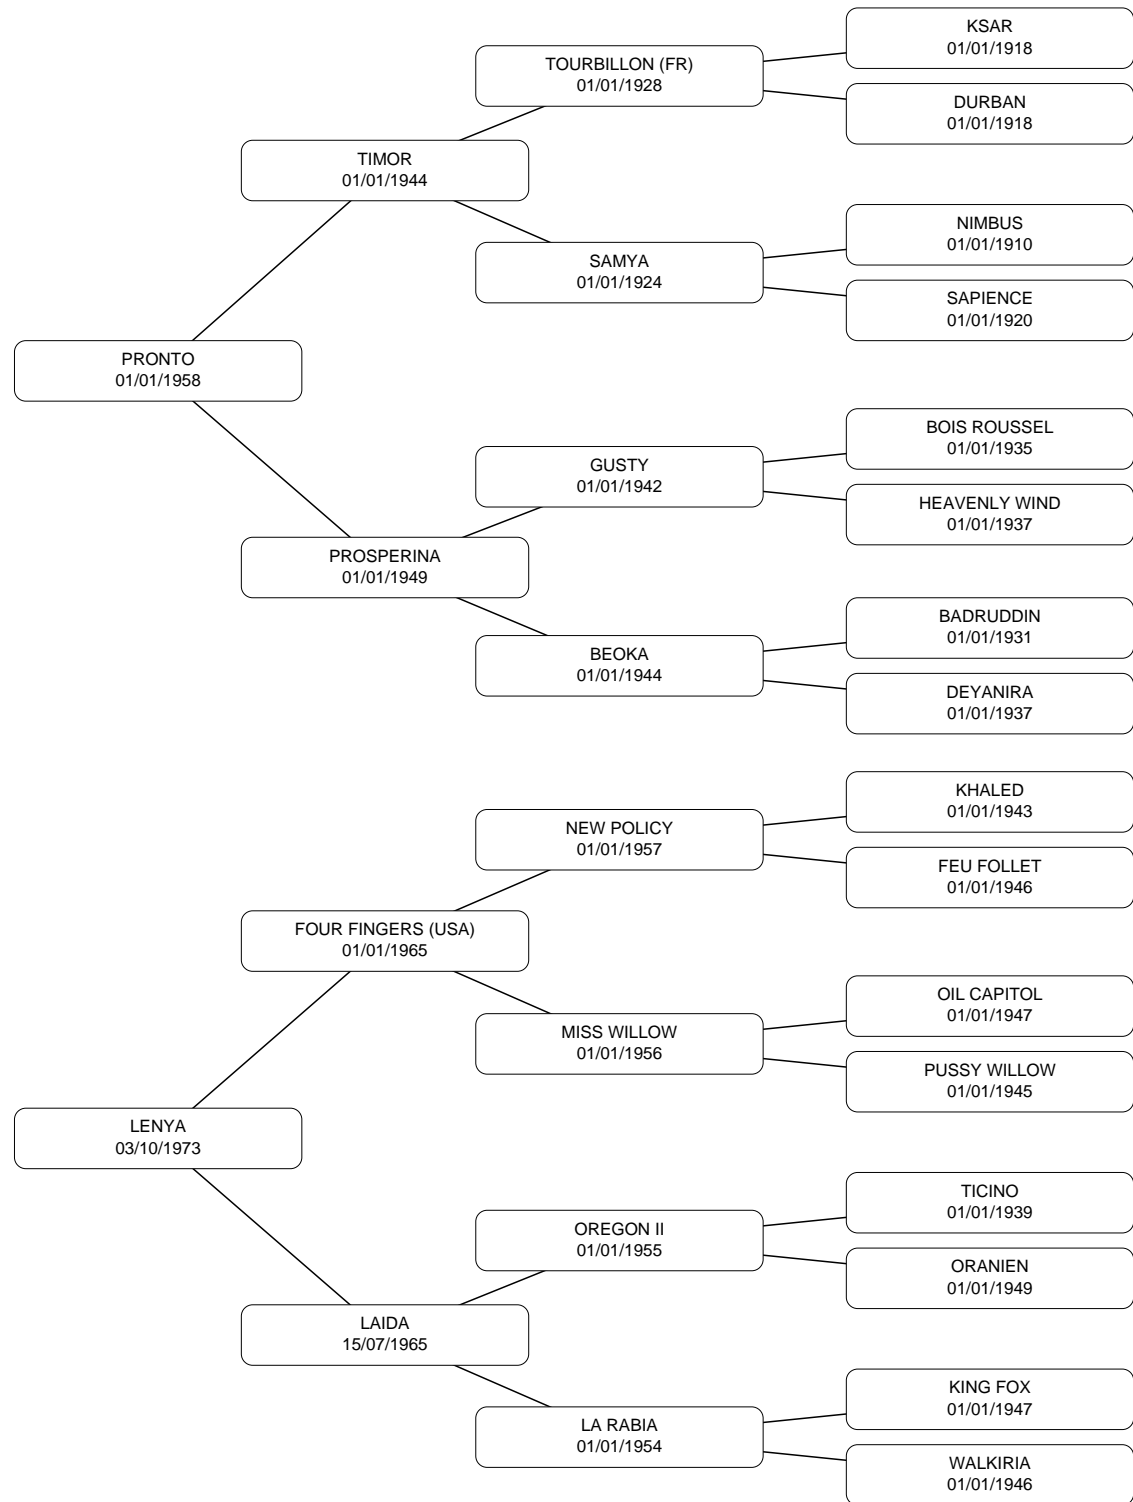 KSAR
01/01/1918
TOURBILLON (FR)
01/01/1928
DURBAN
01/01/1918
TIMOR
01/01/1944
NIMBUS
01/01/1910
SAMYA
01/01/1924
SAPIENCE
01/01/1920
PRONTO
01/01/1958
BOIS ROUSSEL
01/01/1935
GUSTY
01/01/1942
HEAVENLY WIND
01/01/1937
PROSPERINA
01/01/1949
BADRUDDIN
01/01/1931
BEOKA
01/01/1944
DEYANIRA
01/01/1937
KHALED
01/01/1943
NEW POLICY
01/01/1957
FEU FOLLET
01/01/1946
FOUR FINGERS (USA)
01/01/1965
OIL CAPITOL
01/01/1947
MISS WILLOW
01/01/1956
PUSSY WILLOW
01/01/1945
LENYA
03/10/1973
TICINO
01/01/1939
OREGON II
01/01/1955
ORANIEN
01/01/1949
LAIDA
15/07/1965
KING FOX
01/01/1947
LA RABIA
01/01/1954
WALKIRIA
01/01/1946